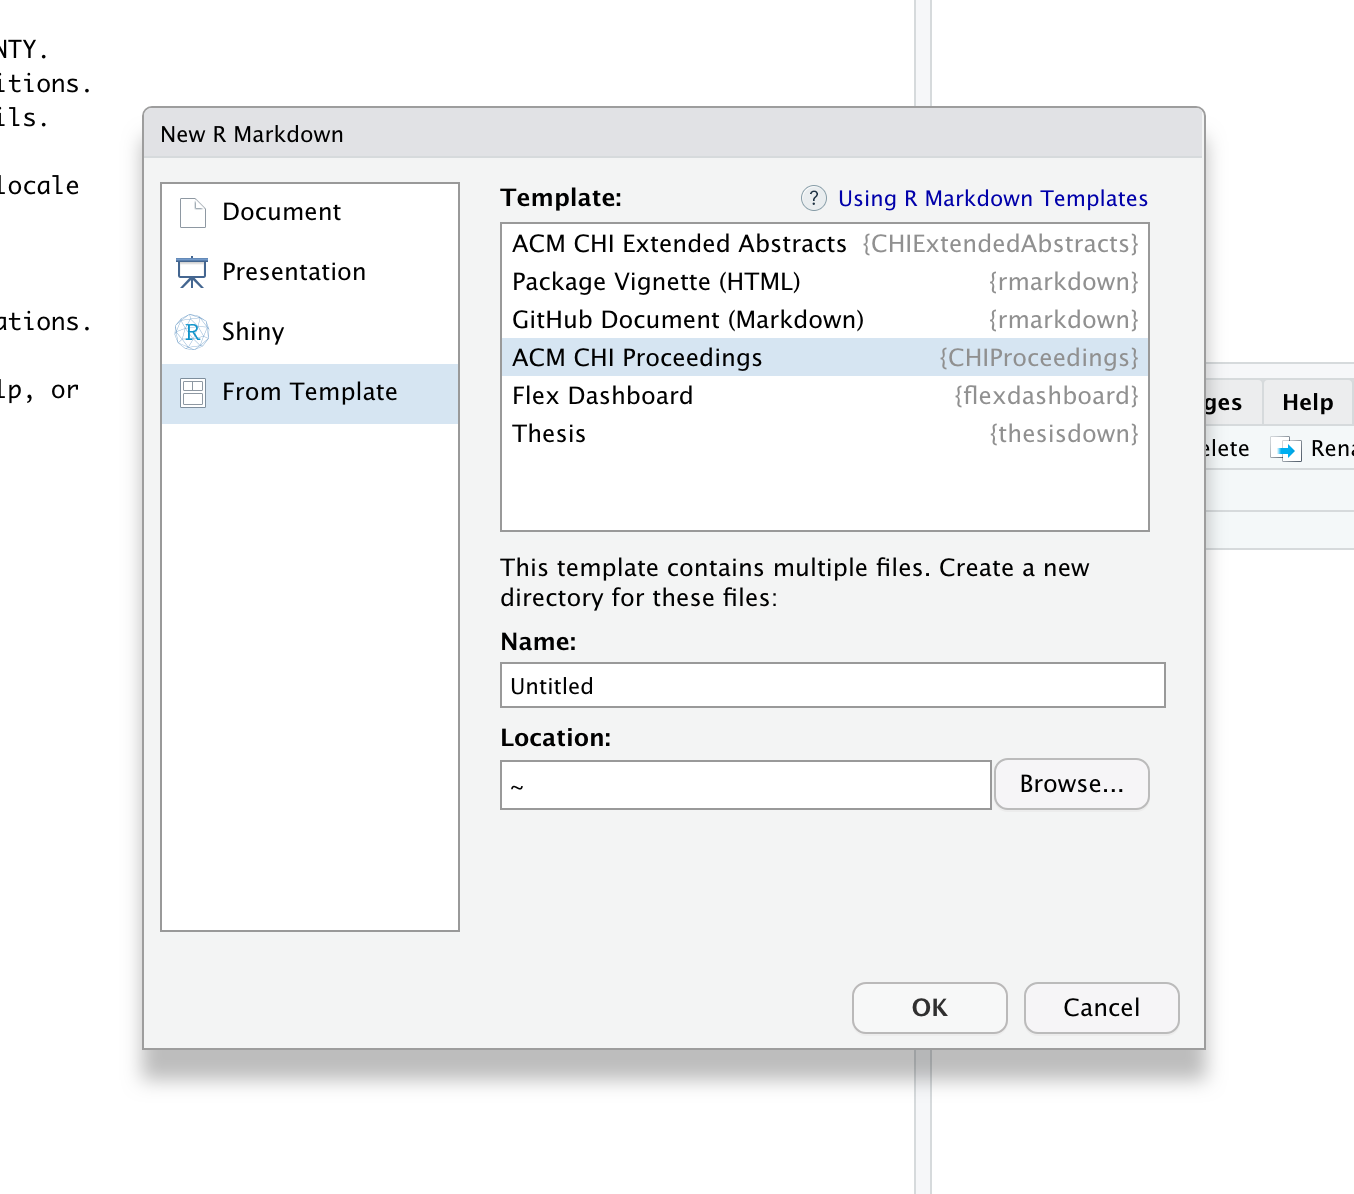 NTY.
itions.
ils.
locale
ations.
lp, or
New R Markdown
Document
Presentation
Shiny
From Template
Template:
? Using R Markdown Templates
ACM CHI Extended Abstracts {CHIExtendedAbstracts}
Package Vignette (HTML) {rmarkdown}
GitHub Document (Markdown) {rmarkdown}
ACM CHI Proceedings {CHIProceedings}
Flex Dashboard {flexdashboard}
Thesis {thesisdown}
This template contains multiple files. Create a new
directory for these files:
Name:
Untitled
Location:
~ Browse...
OK Cancel
ges Help
elete Rena